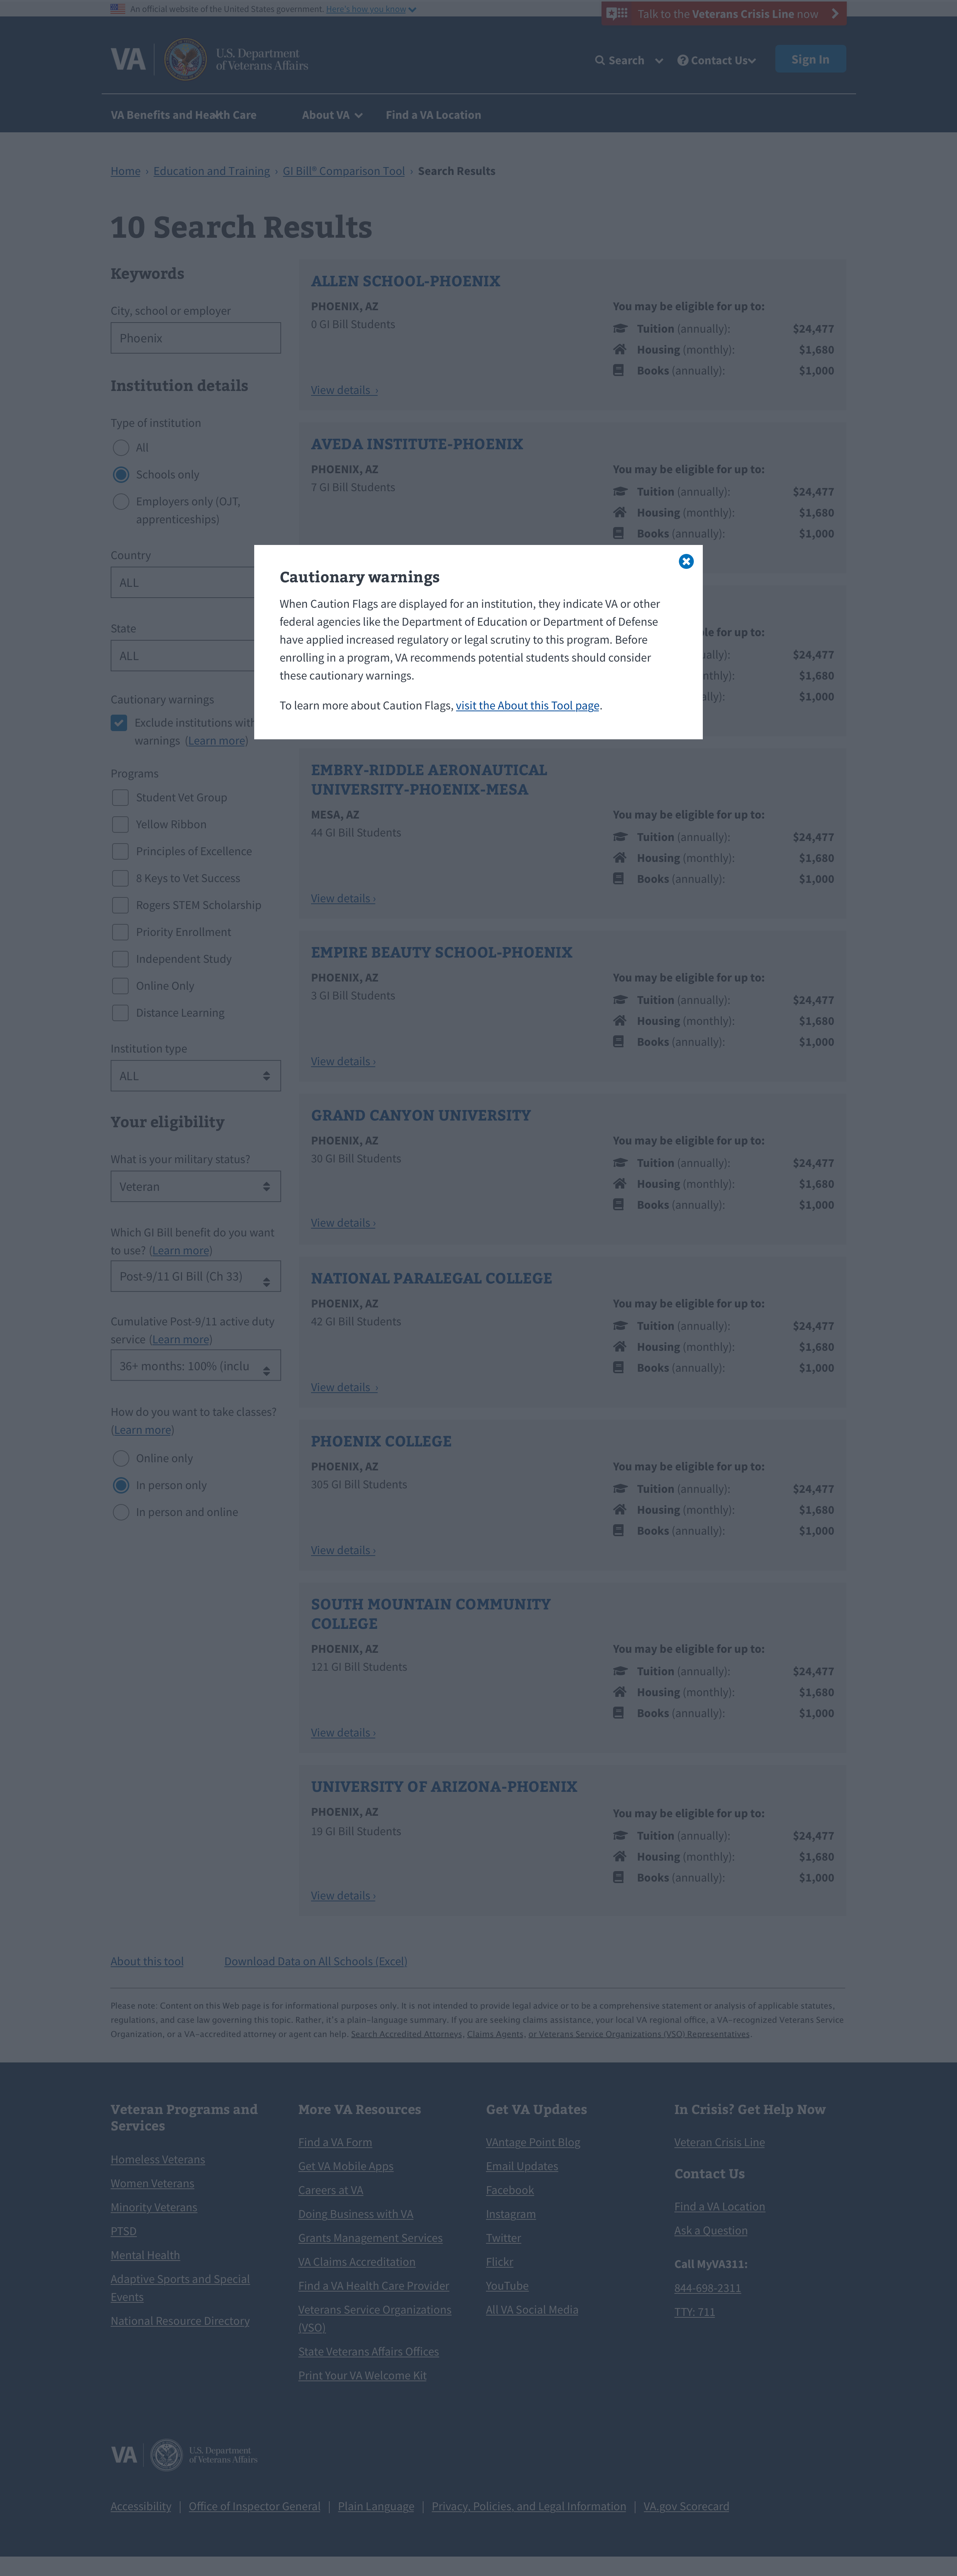 An official website of the United States government. Here's how you know
Talk to the Veterans Crisis Line now
VA
U.S. Department
of Veterans Affairs
Search
Contact Us
Sign In
VA Benefits and Health Care
About VA
Find a VA Location
Home › Education and Training › GI Bill® Comparison Tool › Search Results
10 Search Results
Keywords
City, school or employer
Phoenix
Institution details
Type of institution
All
Schools only
Employers only (OJT,
apprenticeships)
Country
ALL
State
ALL
Cautionary warnings
Exclude institutions with
warnings (Learn more)
Programs
Student Vet Group
Yellow Ribbon
Principles of Excellence
8 Keys to Vet Success
Rogers STEM Scholarship
Priority Enrollment
Independent Study
Online Only
Distance Learning
Institution type
ALL
Your eligibility
What is your military status?
Veteran
Which GI Bill benefit do you want
to use? (Learn more)
Post-9/11 GI Bill (Ch 33)
Cumulative Post-9/11 active duty
service (Learn more)
36+ months: 100% (inclu
How do you want to take classes?
(Learn more)
Online only
In person only
In person and online
ALLEN SCHOOL-PHOENIX
PHOENIX, AZ
0 GI Bill Students
View details ›
You may be eligible for up to:
Tuition (annually): $24,477
Housing (monthly): $1,680
Books (annually): $1,000
AVEDA INSTITUTE-PHOENIX
PHOENIX, AZ
7 GI Bill Students
You may be eligible for up to:
Tuition (annually): $24,477
Housing (monthly): $1,680
Books (annually): $1,000
Cautionary warnings
When Caution Flags are displayed for an institution, they indicate VA or other
federal agencies like the Department of Education or Department of Defense
have applied increased regulatory or legal scrutiny to this program. Before
enrolling in a program, VA recommends potential students should consider
these cautionary warnings.
To learn more about Caution Flags, visit the About this Tool page.
le for up to:
ually): $24,477
nthly): $1,680
ally): $1,000
EMBRY-RIDDLE AERONAUTICAL
UNIVERSITY-PHOENIX-MESA
MESA, AZ
44 GI Bill Students
View details ›
You may be eligible for up to:
Tuition (annually): $24,477
Housing (monthly): $1,680
Books (annually): $1,000
EMPIRE BEAUTY SCHOOL-PHOENIX
PHOENIX, AZ
3 GI Bill Students
View details ›
You may be eligible for up to:
Tuition (annually): $24,477
Housing (monthly): $1,680
Books (annually): $1,000
GRAND CANYON UNIVERSITY
PHOENIX, AZ
30 GI Bill Students
View details ›
You may be eligible for up to:
Tuition (annually): $24,477
Housing (monthly): $1,680
Books (annually): $1,000
NATIONAL PARALEGAL COLLEGE
PHOENIX, AZ
42 GI Bill Students
View details ›
You may be eligible for up to:
Tuition (annually): $24,477
Housing (monthly): $1,680
Books (annually): $1,000
PHOENIX COLLEGE
PHOENIX, AZ
305 GI Bill Students
View details ›
You may be eligible for up to:
Tuition (annually): $24,477
Housing (monthly): $1,680
Books (annually): $1,000
SOUTH MOUNTAIN COMMUNITY
COLLEGE
PHOENIX, AZ
121 GI Bill Students
View details ›
You may be eligible for up to:
Tuition (annually): $24,477
Housing (monthly): $1,680
Books (annually): $1,000
UNIVERSITY OF ARIZONA-PHOENIX
PHOENIX, AZ
19 GI Bill Students
View details ›
You may be eligible for up to:
Tuition (annually): $24,477
Housing (monthly): $1,680
Books (annually): $1,000
About this tool
Download Data on All Schools (Excel)
Please note: Content on this Web page is for informational purposes only. It is not intended to provide legal advice or to be a comprehensive statement or analysis of applicable statutes,
regulations, and case law governing this topic. Rather, it's a plain-language summary. If you are seeking claims assistance, your local VA regional office, a VA-recognized Veterans Service
Organization, or a VA-accredited attorney or agent can help. Search Accredited Attorneys, Claims Agents, or Veterans Service Organizations (VSO) Representatives.
Veteran Programs and
Services
Homeless Veterans
Women Veterans
Minority Veterans
PTSD
Mental Health
Adaptive Sports and Special
Events
National Resource Directory
More VA Resources
Find a VA Form
Get VA Mobile Apps
Careers at VA
Doing Business with VA
Grants Management Services
VA Claims Accreditation
Find a VA Health Care Provider
Veterans Service Organizations
(VSO)
State Veterans Affairs Offices
Print Your VA Welcome Kit
Get VA Updates
VAntage Point Blog
Email Updates
Facebook
Instagram
Twitter
Flickr
YouTube
All VA Social Media
In Crisis? Get Help Now
Veteran Crisis Line
Contact Us
Find a VA Location
Ask a Question
Call MyVA311:
844-698-2311
TTY: 711
VA
U.S. Department
of Veterans Affairs
Accessibility | Office of Inspector General | Plain Language | Privacy, Policies, and Legal Information | VA.gov Scorecard